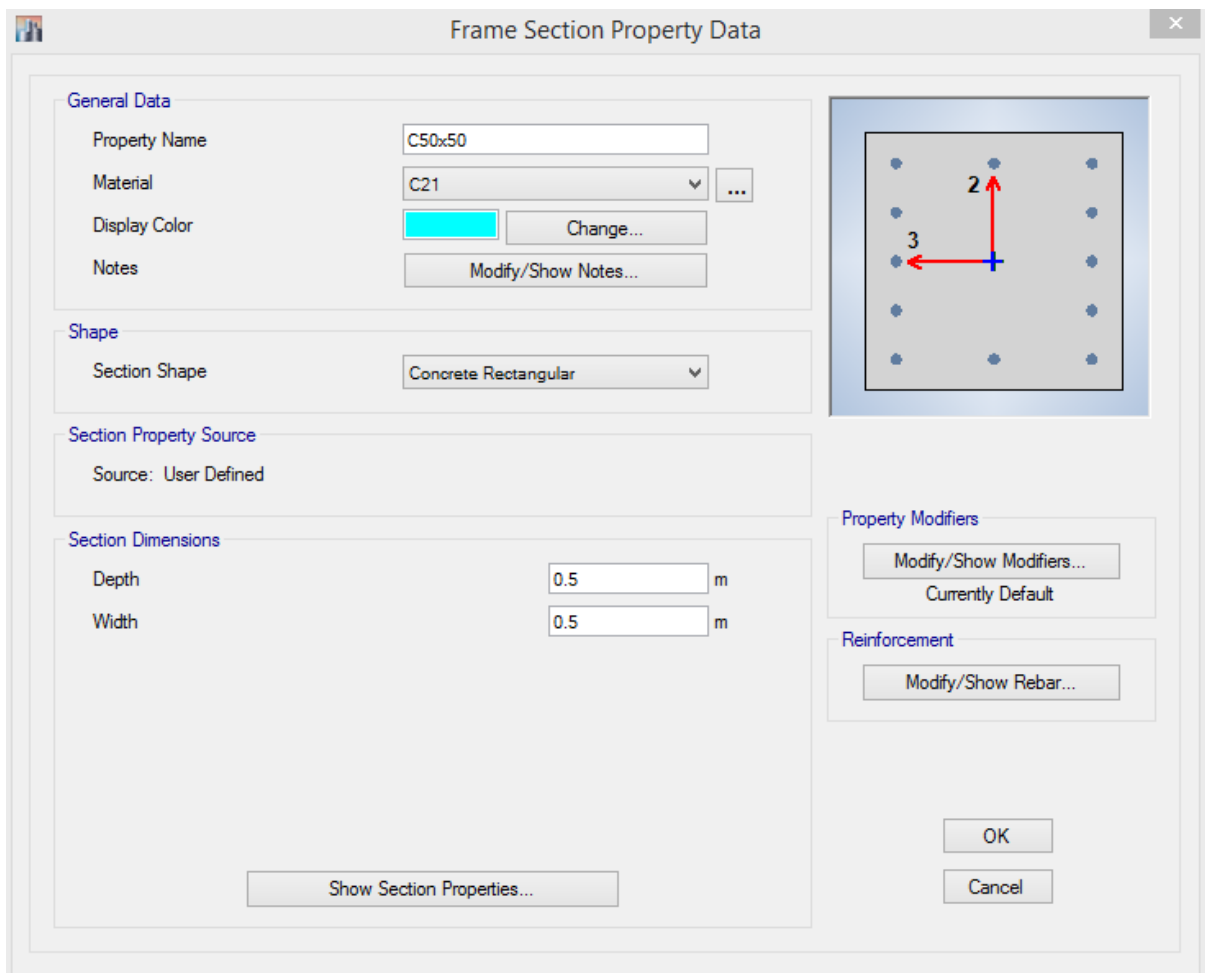 Frame Section Property Data
General Data
Property Name C50x50
Material C21 ...
Display Color Change...
Notes Modify/Show Notes...
2
3
Shape
Section Shape Concrete Rectangular
Section Property Source
Source: User Defined
Property Modifiers
Modify/Show Modifiers...
Currently Default
Section Dimensions
Depth 0.5 m
Width 0.5 m
Reinforcement
Modify/Show Rebar...
Show Section Properties...
OK
Cancel